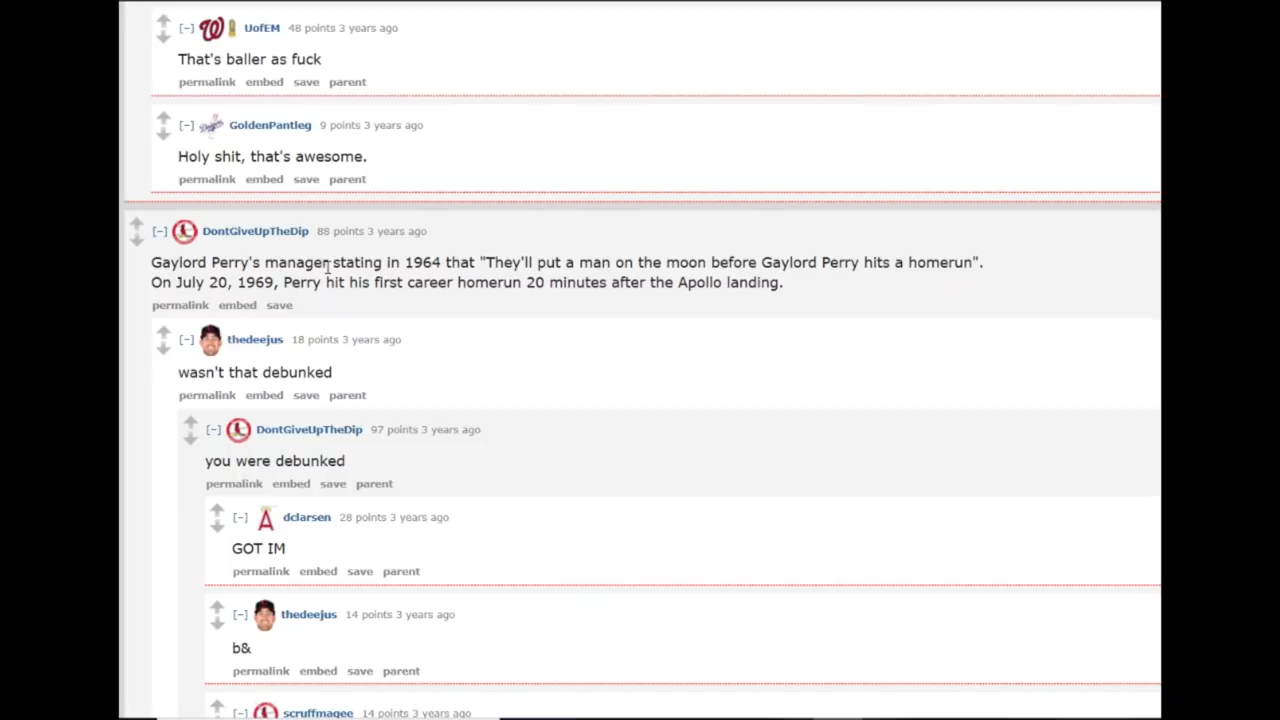 [-] UofEM 48 points 3 years ago
That's baller as fuck
permalink embed save parent
[-] GoldenPantleg 9 points 3 years ago
Holy shit, that's awesome.
permalink embed save parent
[-] DontGiveUpTheDip 88 points 3 years ago
Gaylord Perry's manager stating in 1964 that "They'll put a man on the moon before Gaylord Perry hits a homerun".
On July 20, 1969, Perry hit his first career homerun 20 minutes after the Apollo landing.
permalink embed save
[-] thedeejus 18 points 3 years ago
wasn't that debunked
permalink embed save parent
[-] DontGiveUpTheDip 97 points 3 years ago
you were debunked
permalink embed save parent
[-] dclarsen 28 points 3 years ago
GOT IM
permalink embed save parent
[-] thedeejus 14 points 3 years ago
b&
permalink embed save parent
[-] scruffmagee 14 points 3 years ago